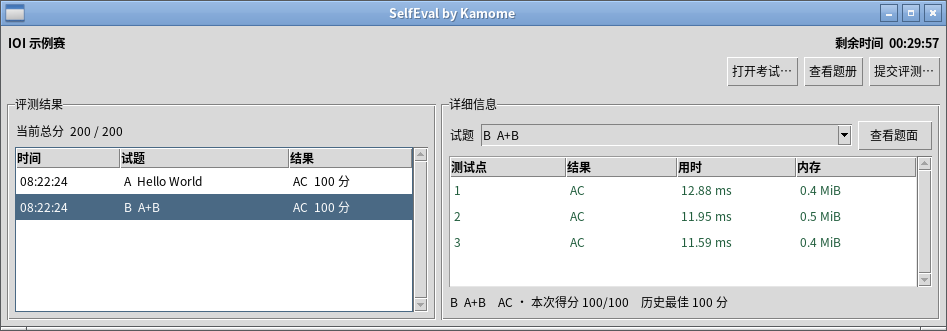 SelfEval by Kamome
IOI 示例赛
剩余时间 00:29:57
打开考试… 查看题册 提交评测…
评测结果
当前总分 200 / 200
时间 试题 结果
08:22:24 A Hello World AC 100 分
08:22:24 B A+B AC 100 分
详细信息
试题 B A+B 查看题面
测试点 结果 用时 内存
1 AC 12.88 ms 0.4 MiB
2 AC 11.95 ms 0.5 MiB
3 AC 11.59 ms 0.4 MiB
B A+B AC · 本次得分 100/100 历史最佳 100 分